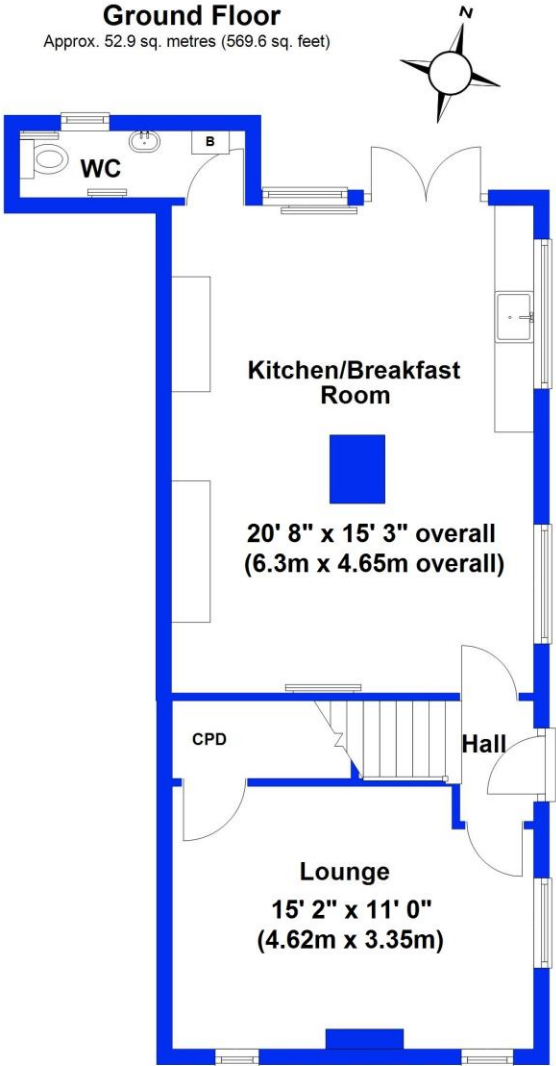 Ground Floor
Approx. 52.9 sq. metres (569.6 sq. feet)
N
B
WC
Kitchen/Breakfast
Room
20' 8" x 15' 3" overall
(6.3m x 4.65m overall)
CPD
Hall
Lounge
15' 2" x 11' 0"
(4.62m x 3.35m)